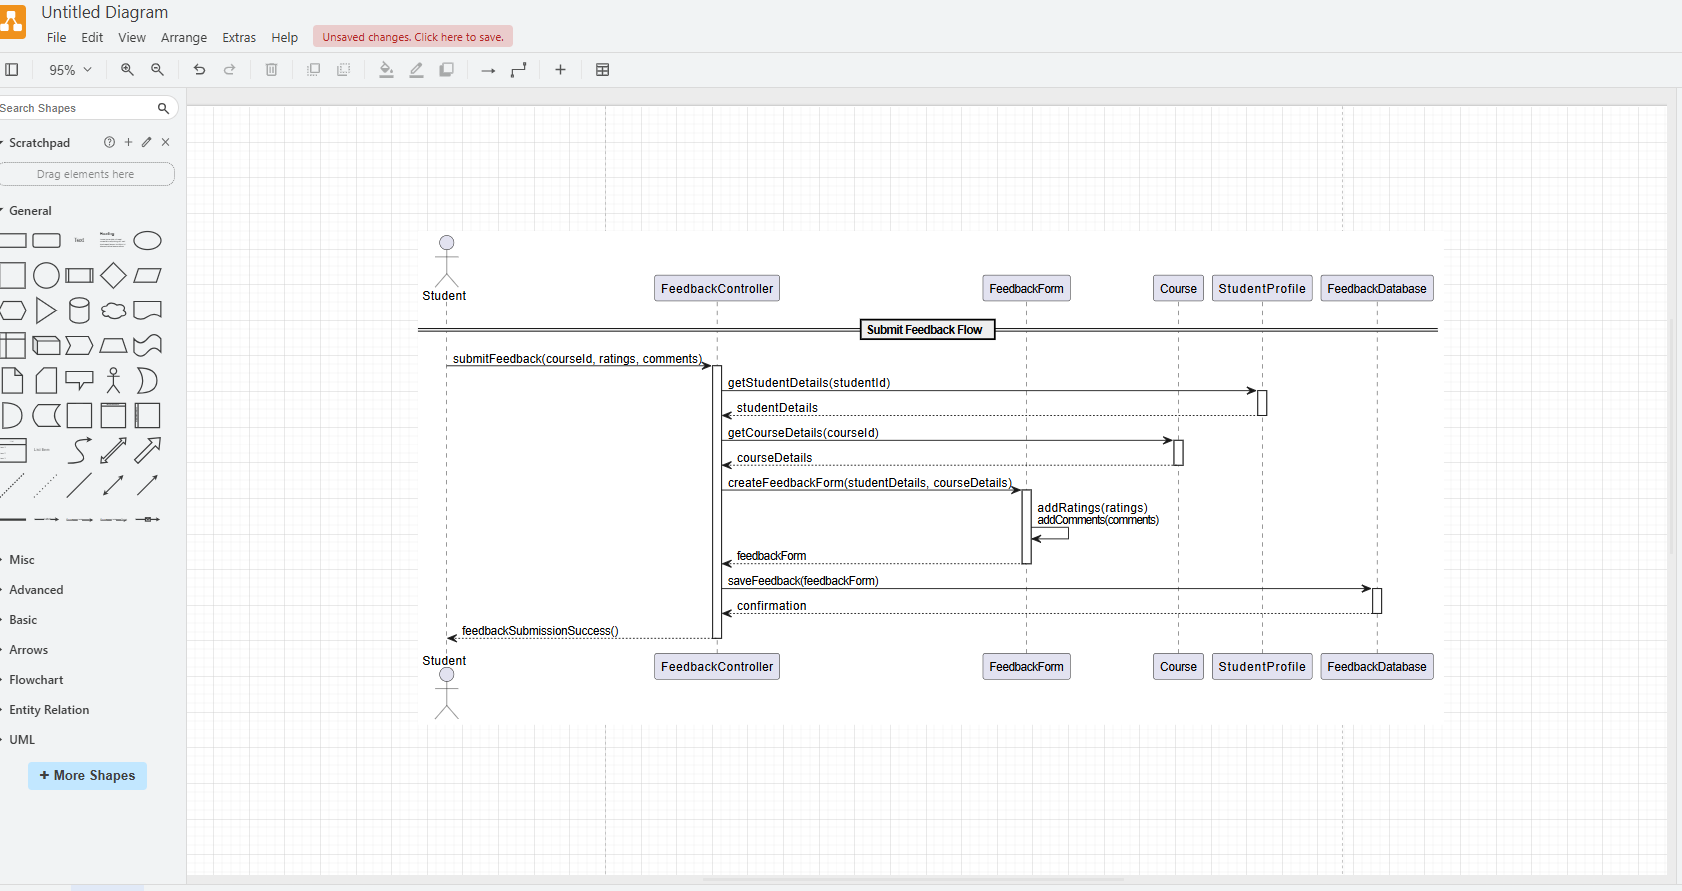 Untitled Diagram
File Edit View Arrange Extras Help Unsaved changes. Click here to save.
95%
Search Shapes
Scratchpad
Drag elements here
General
Text
Heading
Misc
Advanced
Basic
Arrows
Flowchart
Entity Relation
UML
+ More Shapes
Student
FeedbackController FeedbackForm Course StudentProfile FeedbackDatabase
Submit Feedback Flow
submitFeedback(courseId, ratings, comments)
getStudentDetails(studentId)
studentDetails
getCourseDetails(courseId)
courseDetails
createFeedbackForm(studentDetails, courseDetails)
addRatings(ratings)
addComments(comments)
feedbackForm
saveFeedback(feedbackForm)
confirmation
feedbackSubmissionSuccess()
Student
FeedbackController FeedbackForm Course StudentProfile FeedbackDatabase